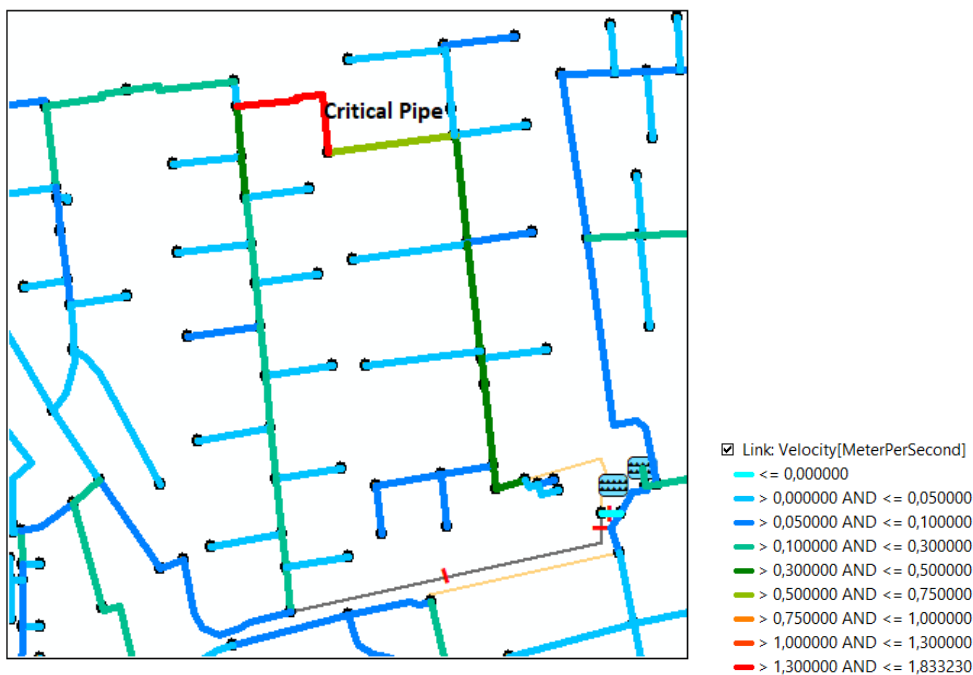 Critical Pipe
Link: Velocity[MeterPerSecond]
<= 0,000000
> 0,000000 AND <= 0,050000
> 0,050000 AND <= 0,100000
> 0,100000 AND <= 0,300000
> 0,300000 AND <= 0,500000
> 0,500000 AND <= 0,750000
> 0,750000 AND <= 1,000000
> 1,000000 AND <= 1,300000
> 1,300000 AND <= 1,833230